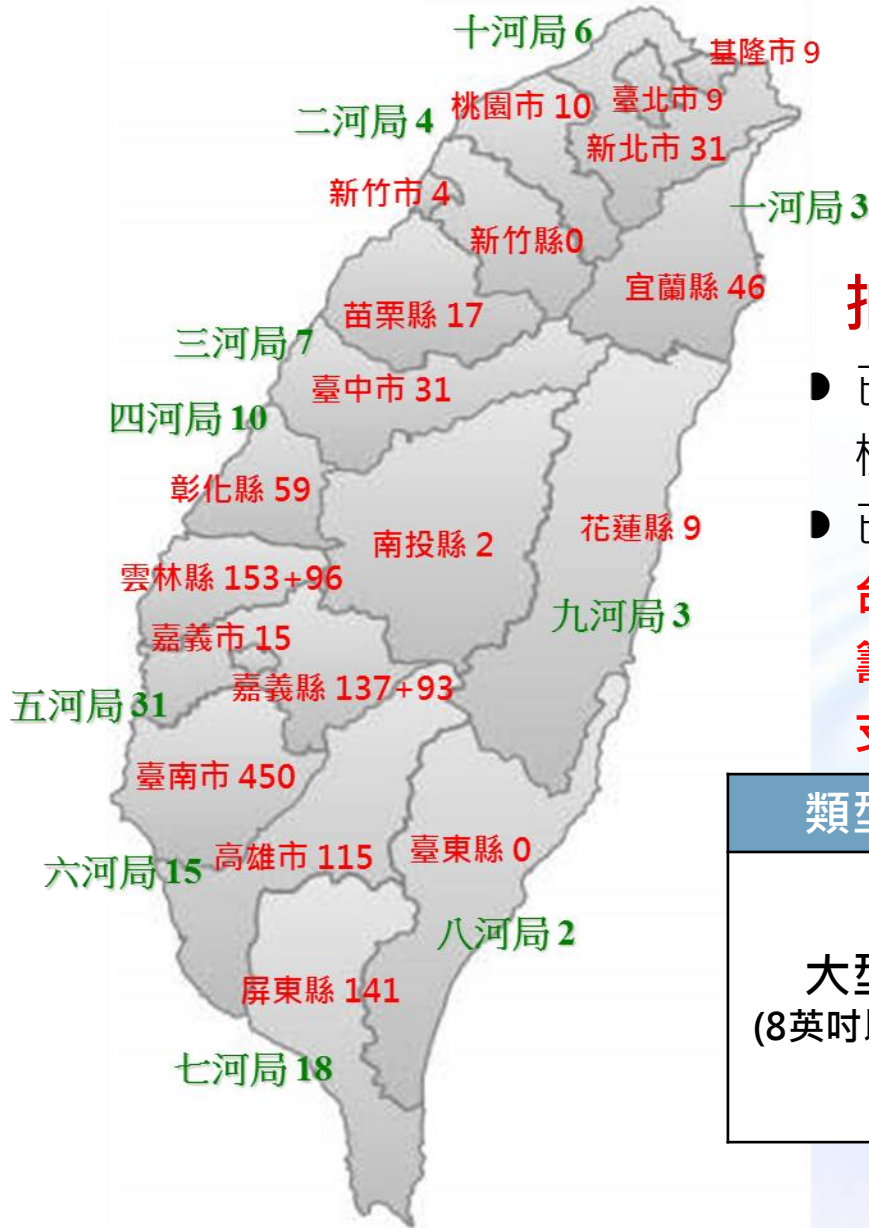 十河局 6
基隆市 9
桃園市 10
臺北市 9
二河局 4
新北市 31
新竹市 4
一河局 3
新竹縣0
宜蘭縣 46
苗栗縣 17
三河局 7
臺中市 31
四河局 10
彰化縣 59
南投縣 2
花蓮縣 9
雲林縣 153+96
九河局 3
嘉義市 15
嘉義縣 137+93
五河局 31
臺南市 450
高雄市 115
臺東縣 0
六河局 15
八河局 2
屏東縣 141
七河局 18
類型
大型
(8英吋